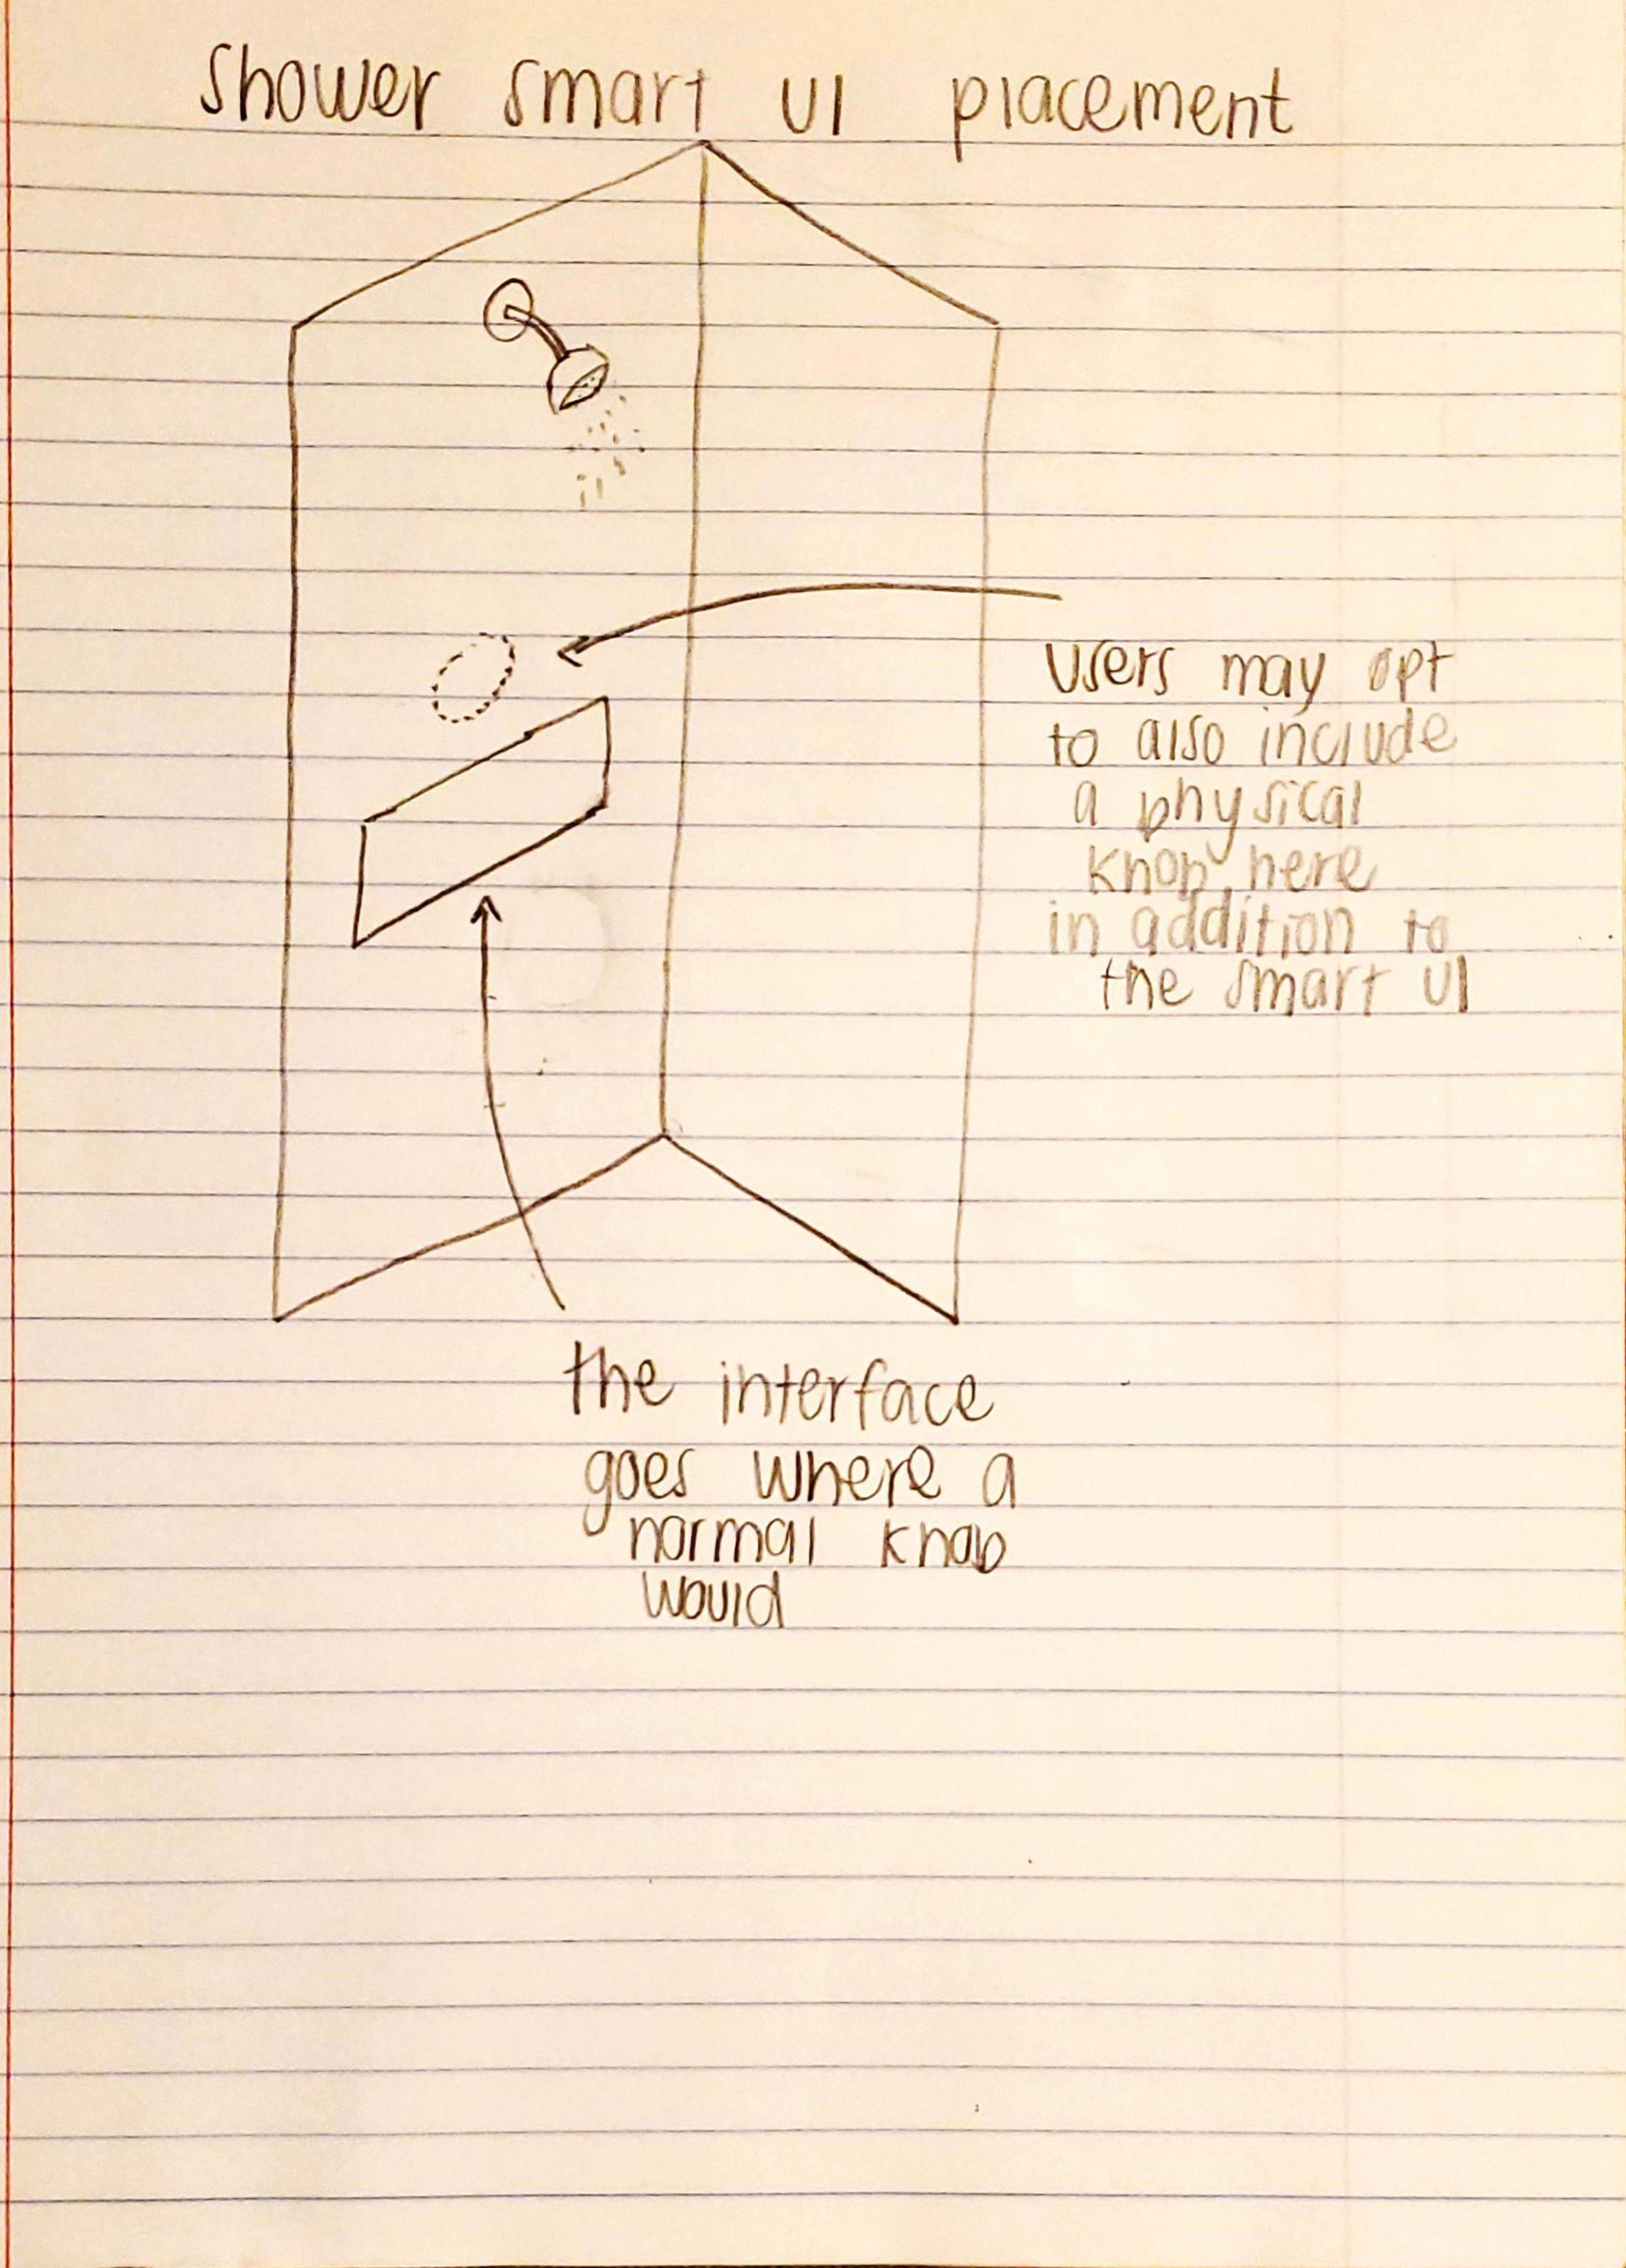 Shower smart UI placement
users may opt
to also include
a physical
knob here
in addition to
the smart UI
the interface
goes where a
normal knob
would